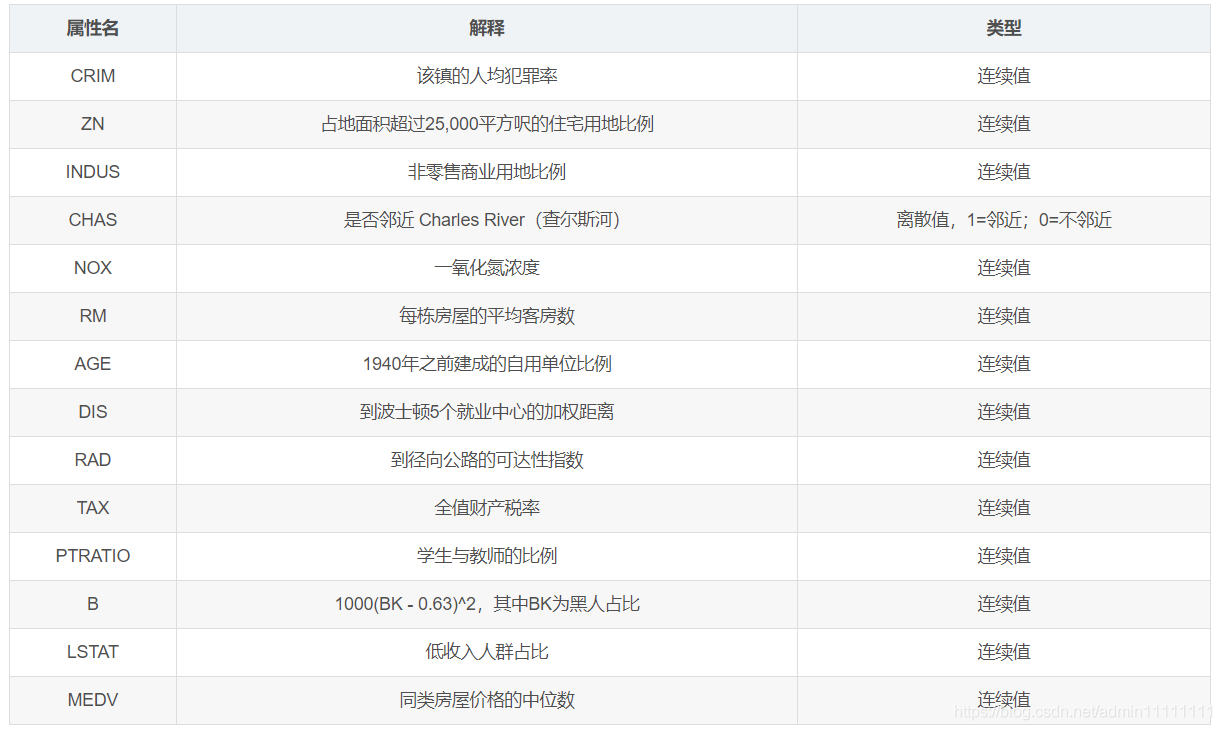 属性名 解释 类型
CRIM 该镇的人均犯罪率 连续值
ZN 占地面积超过25,000平方呎的住宅用地比例 连续值
INDUS 非零售商业用地比例 连续值
CHAS 是否邻近 Charles River（查尔斯河） 离散值，1=邻近；0=不邻近
NOX 一氧化氮浓度 连续值
RM 每栋房屋的平均客房数 连续值
AGE 1940年之前建成的自用单位比例 连续值
DIS 到波士顿5个就业中心的加权距离 连续值
RAD 到径向公路的可达性指数 连续值
TAX 全值财产税率 连续值
PTRATIO 学生与教师的比例 连续值
B 1000(BK - 0.63)^2，其中BK为黑人占比 连续值
LSTAT 低收入人群占比 连续值
MEDV 同类房屋价格的中位数 连续值
https://blog.csdn.net/admin11111111